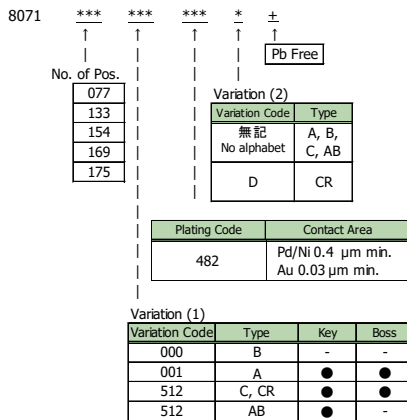 8071 *** *** *** * +
Pb Free
No. of Pos.
077
133
154
169
175
Variation (2)
Variation Code Type
無記 No alphabet A, B, C, AB
D CR
Plating Code Contact Area
482 Pd/Ni 0.4 μm min. Au 0.03 μm min.
Variation (1)
Variation Code Type Key Boss
000 B - -
001 A ● ●
512 C, CR ● ●
512 AB ● -